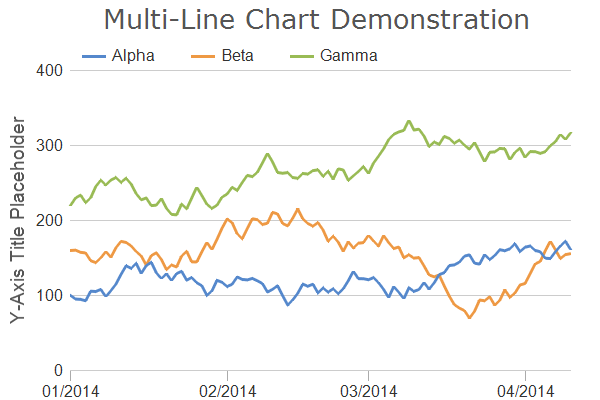 Multi-Line Chart Demonstration
Alpha Beta Gamma
Y-Axis Title Placeholder
400
300
200
100
0
01/2014 02/2014 03/2014 04/2014